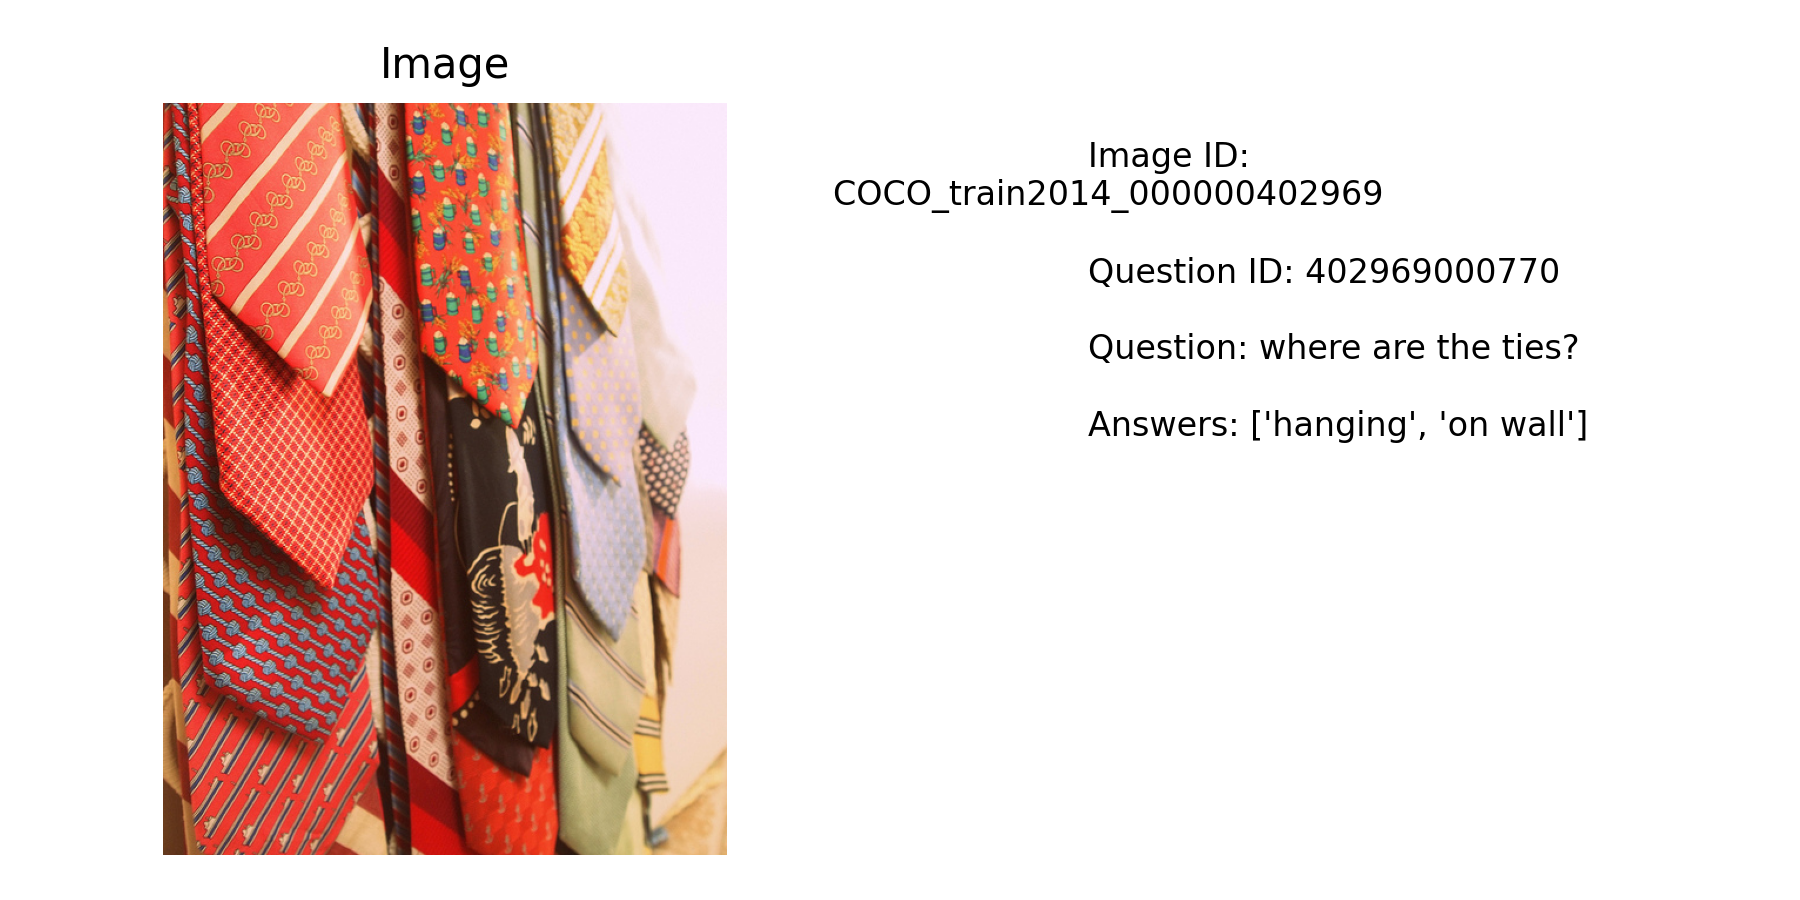 Image
Image ID:
COCO_train2014_000000402969
Question ID: 402969000770
Question: where are the ties?
Answers: ['hanging', 'on wall']